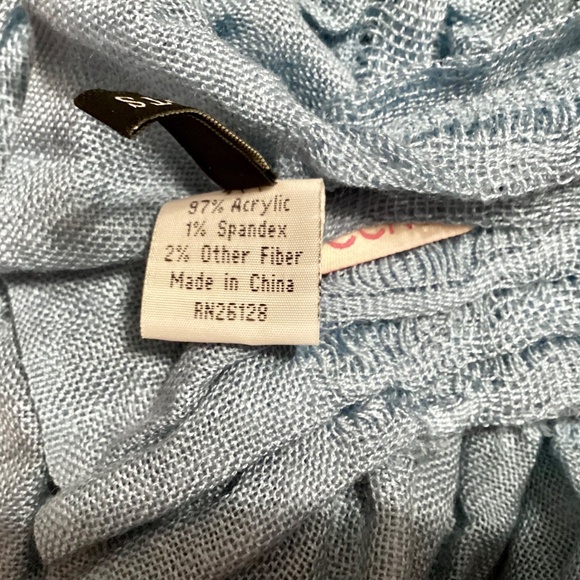 97% Acrylic
1% Spandex
2% Other Fiber
Made in China
RN26128